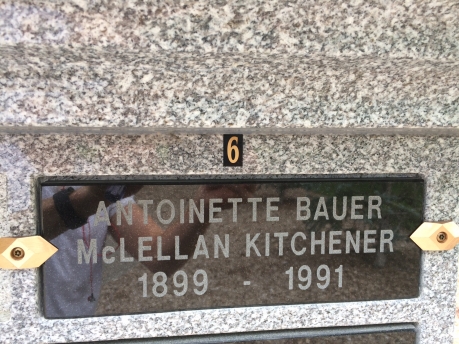 6
ANTOINETTE BAUER
McLELLAN KITCHENER
1899 - 1991